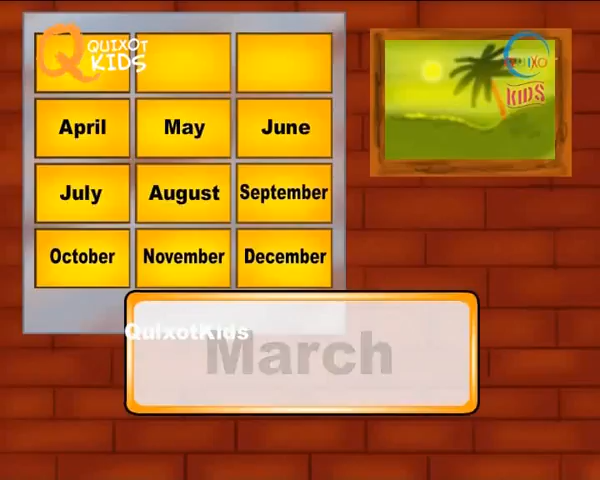 QUIXOT
KIDS
KIDS
April May June
July August September
October November December
QuixotKids
March